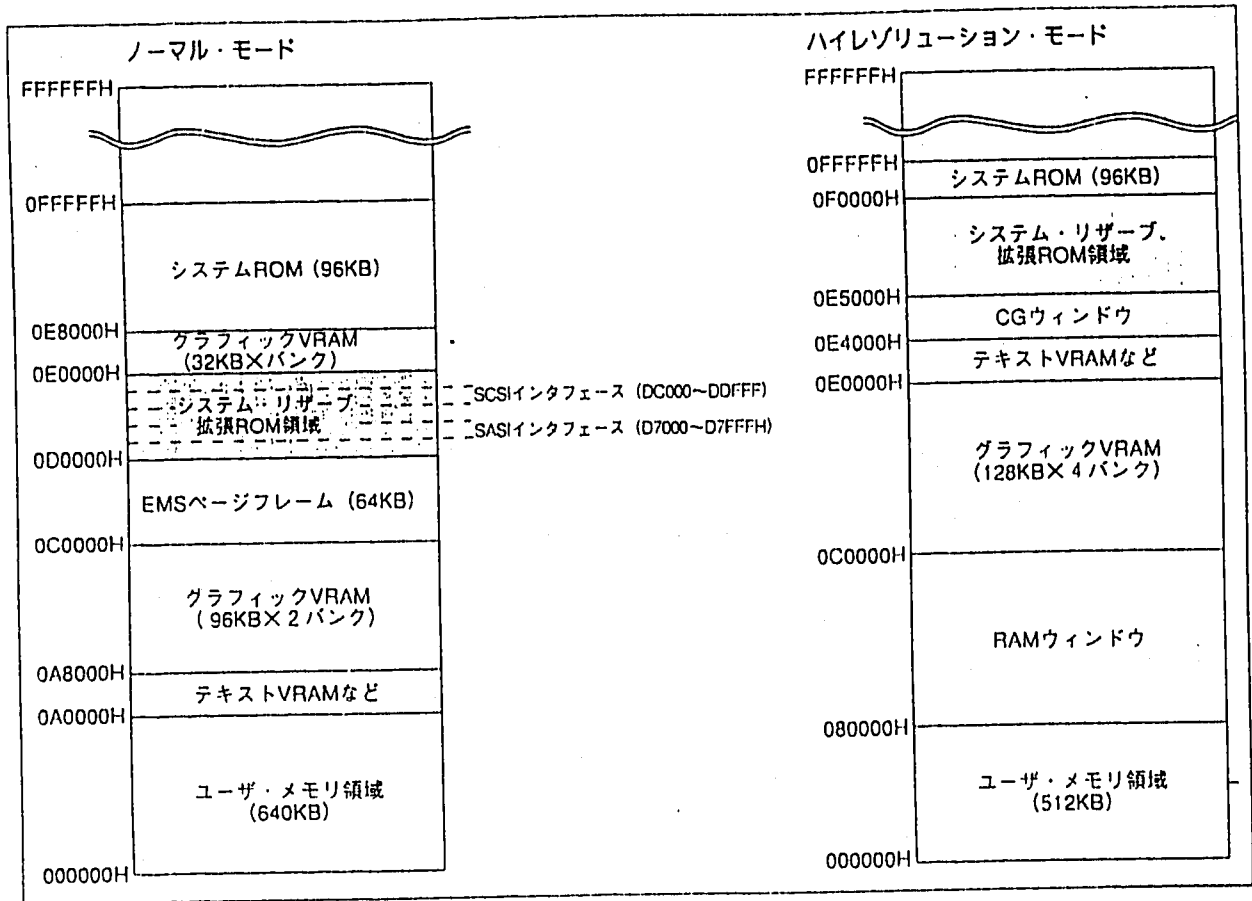 ノーマル・モード
FFFFFFH
0FFFFFH
システムROM (96KB)
0E8000H
グラフィックVRAM
(32KB×バンク)
0E0000H
システム・リザーブ
拡張ROM領域
SCSIインタフェース (DC000～DDFFF)
SASIインタフェース (D7000～D7FFFH)
0D0000H
EMSページフレーム (64KB)
0C0000H
グラフィックVRAM
(96KB×2バンク)
0A8000H
テキストVRAMなど
0A0000H
ユーザ・メモリ領域
(640KB)
000000H
ハイレゾリューション・モード
FFFFFFH
0FFFFFH
システムROM (96KB)
0F0000H
システム・リザーブ、
拡張ROM領域
0E5000H
CGウィンドウ
0E4000H
テキストVRAMなど
0E0000H
グラフィックVRAM
(128KB×4バンク)
0C0000H
RAMウィンドウ
080000H
ユーザ・メモリ領域
(512KB)
000000H